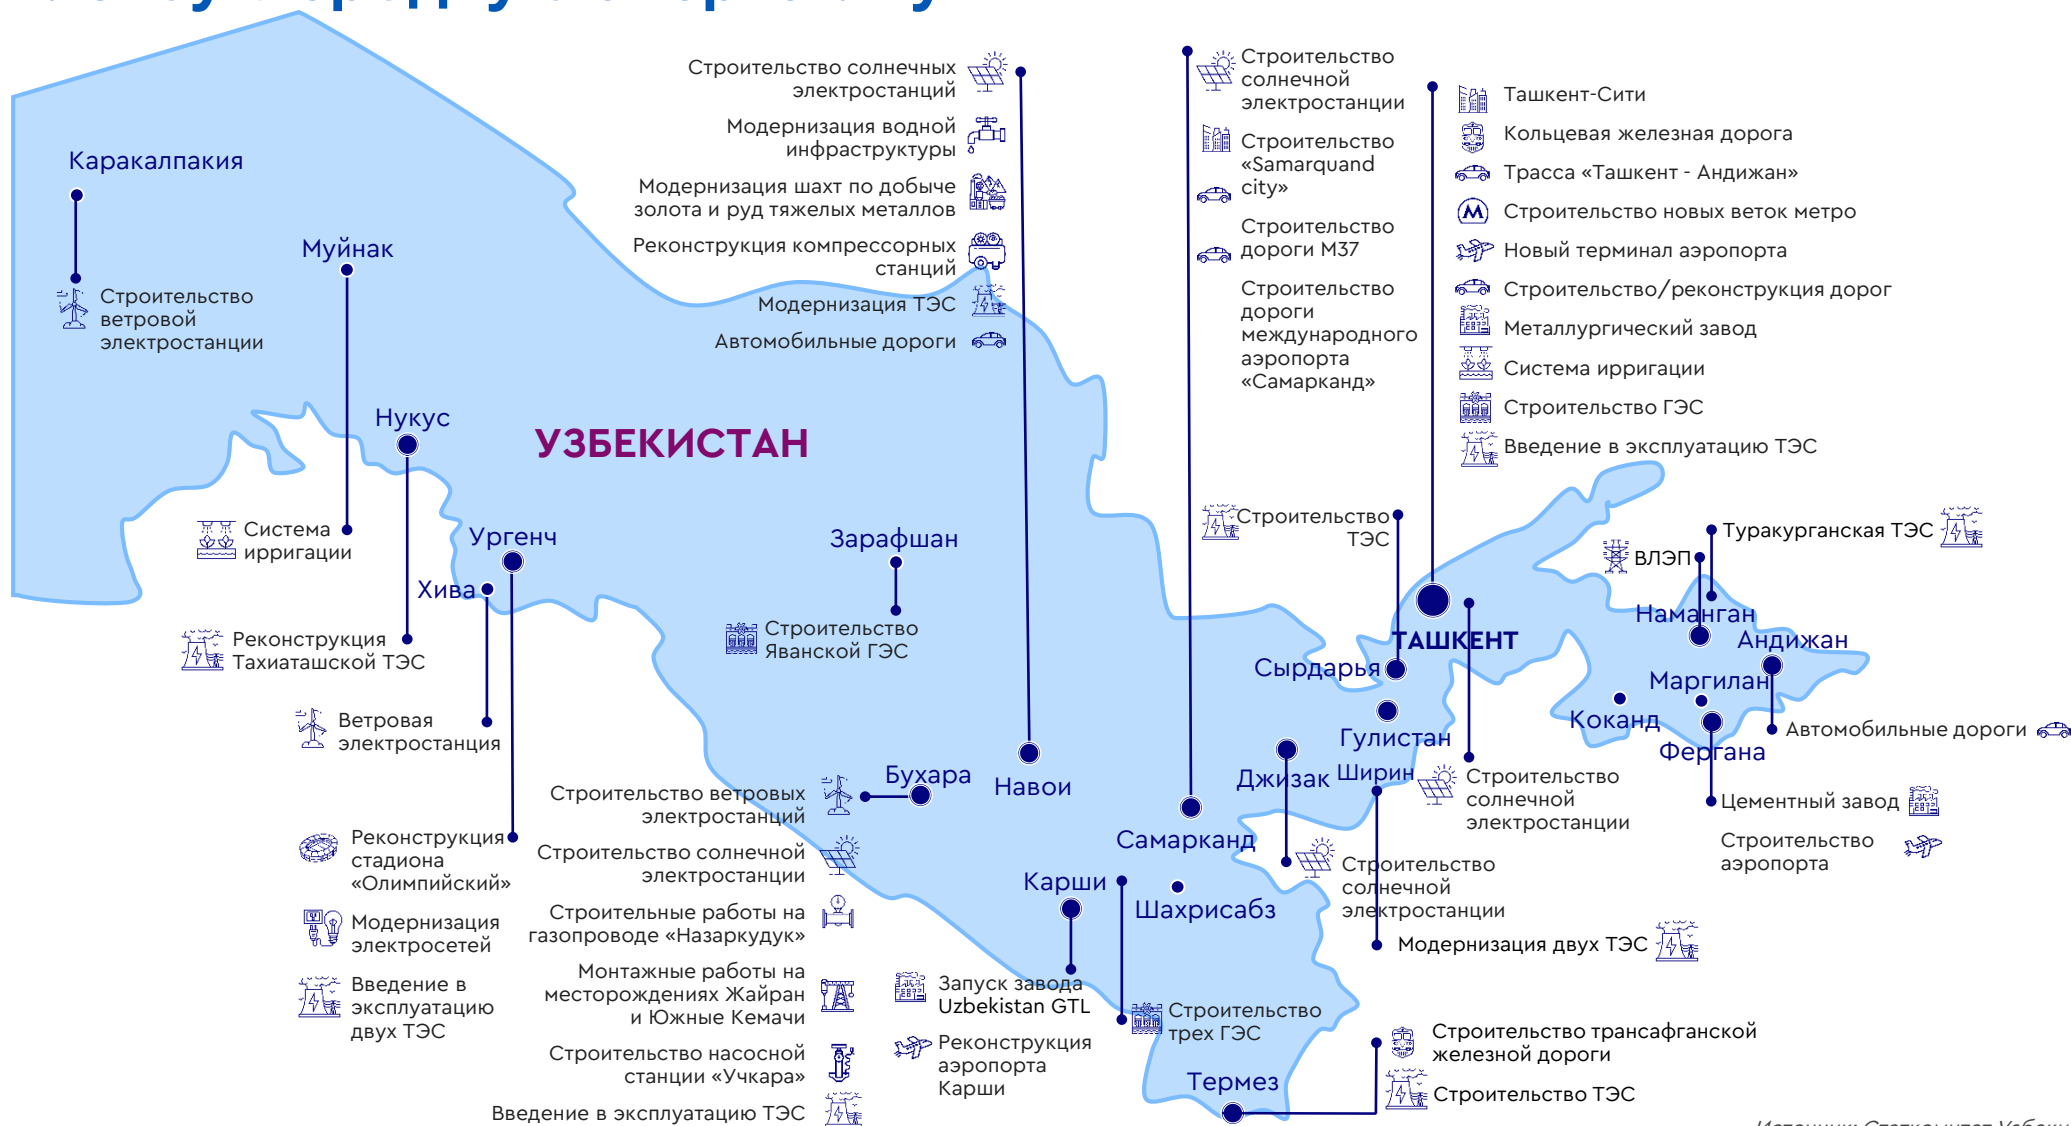 Каракалпакия
Строительство
ветровой
электростанции
Муйнак
Система
ирригации
Нукус
Реконструкция
Тахиаташской ТЭС
УЗБЕКИСТАН
Ургенч
Хива
Ветровая
электростанция
Реконструкция
стадиона
«Олимпийский»
Модернизация
электросетей
Введение в
эксплуатацию
двух ТЭС
Строительство солнечных
электростанций
Модернизация водной
инфраструктуры
Модернизация шахт по добыче
золота и руд тяжелых металлов
Реконструкция компрессорных
станций
Модернизация ТЭС
Автомобильные дороги
Зарафшан
Строительство
Яванской ГЭС
Навои
Бухара
Строительство ветровых
электростанций
Строительство солнечной
электростанции
Строительные работы на
газопроводе «Назаркудук»
Монтажные работы на
месторождениях Жайран
и Южные Кемачи
Строительство насосной
станции «Учкара»
Введение в эксплуатацию ТЭС
Строительство
солнечной
электростанции
Строительство
«Samarquand
city»
Строительство
дороги М37
Строительство
дороги
международного
аэропорта
«Самарканд»
Самарканд
Ташкент-Сити
Кольцевая железная дорога
Трасса «Ташкент - Андижан»
Строительство новых веток метро
Новый терминал аэропорта
Строительство/реконструкция дорог
Металлургический завод
Система ирригации
Строительство ГЭС
Введение в эксплуатацию ТЭС
ТАШКЕНТ
Строительство
ТЭС
Сырдарья
Гулистан
Джизак
Ширин
Строительство
солнечной
электростанции
Строительство
солнечной
электростанции
Модернизация двух ТЭС
Туракурганская ТЭС
ВЛЭП
Наманган
Андижан
Маргилан
Коканд
Фергана
Автомобильные дороги
Цементный завод
Строительство
аэропорта
Карши
Шахрисабз
Запуск завода
Uzbekistan GTL
Реконструкция
аэропорта
Карши
Строительство
трех ГЭС
Термез
Строительство трансафганской
железной дороги
Строительство ТЭС